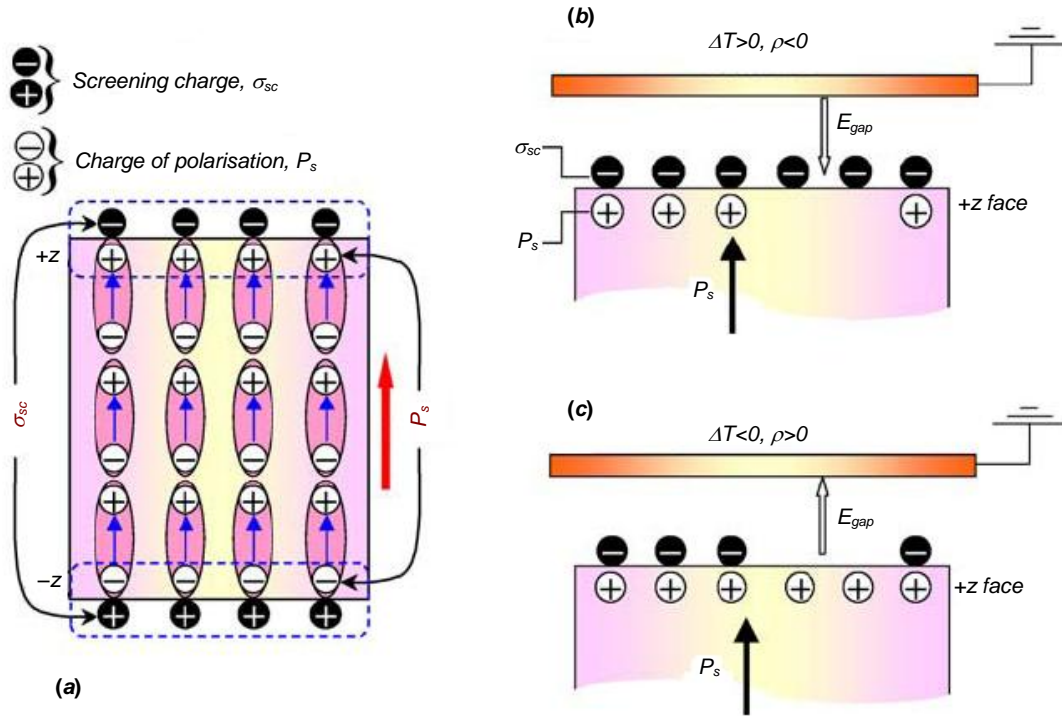 Screening charge, σsc
Charge of polarisation, Ps
+z
−z
σsc
Ps
(a)
(b)
ΔT>0, ρ<0
Egap
σsc
Ps
+z face
Ps
(c)
ΔT<0, ρ>0
Egap
+z face
Ps